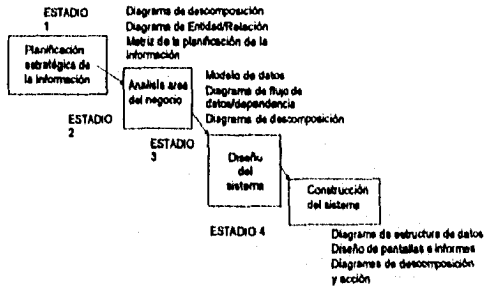 ESTADIO
1
Diagrama de descomposición
Diagrama de Entidad/Relación
Matriz de la planificación de la
información
Planificación
estratégica de
la información
ESTADIO
2
Análisis area
del negocio
Modelo de datos
Diagrama de flujo de
datos/dependencia
Diagrama de descomposición
ESTADIO
3
Diseño
del
sistema
ESTADIO 4
Construcción
del sistema
Diagrama de estructura de datos
Diseño de pantallas e informes
Diagramas de descomposición
y acción